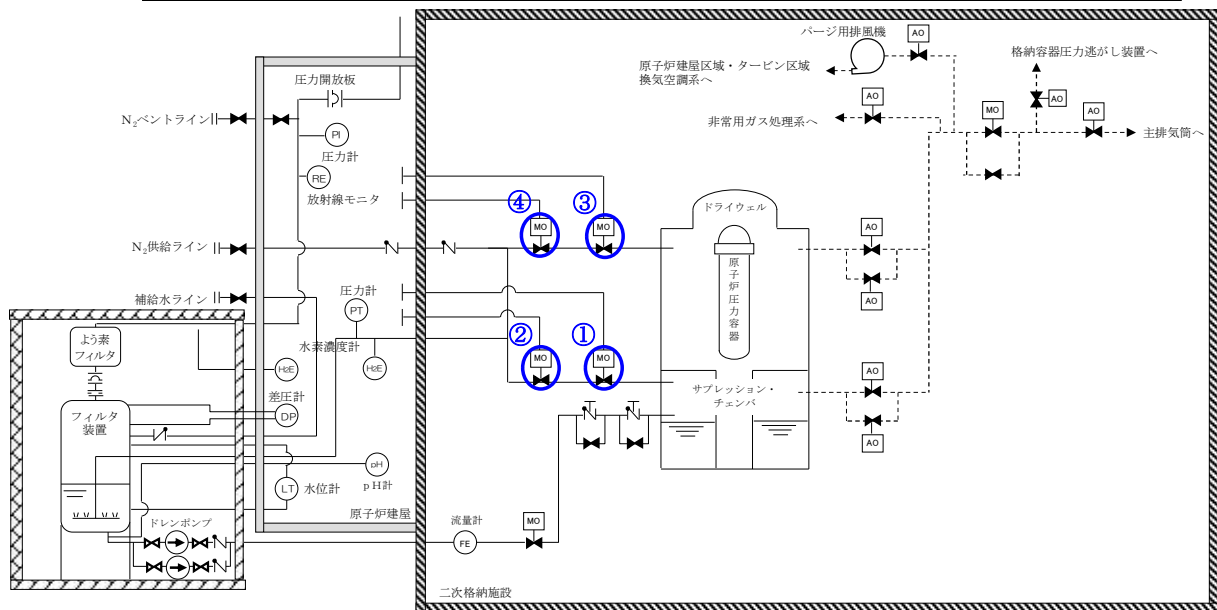 パージ用排風機
AO
格納容器圧力逃がし装置へ
原子炉建屋区域・タービン区域
換気空調系へ
AO
AO
非常用ガス処理系へ
MO
AO
主排気筒へ
圧力開放板
N₂ベントライン
PI
圧力計
RE
放射線モニタ
④
③
MO
MO
ドライウェル
N₂供給ライン
AO
原子炉圧力容器
AO
補給水ライン
圧力計
PT
②
①
MO
MO
よう素
フィルタ
水素濃度計
H2E
H2E
サプレッション・
チェンバ
AO
差圧計
DP
フィルタ
装置
AO
pH
pH計
LT
水位計
ドレンポンプ
原子炉建屋
流量計
FE
MO
二次格納施設